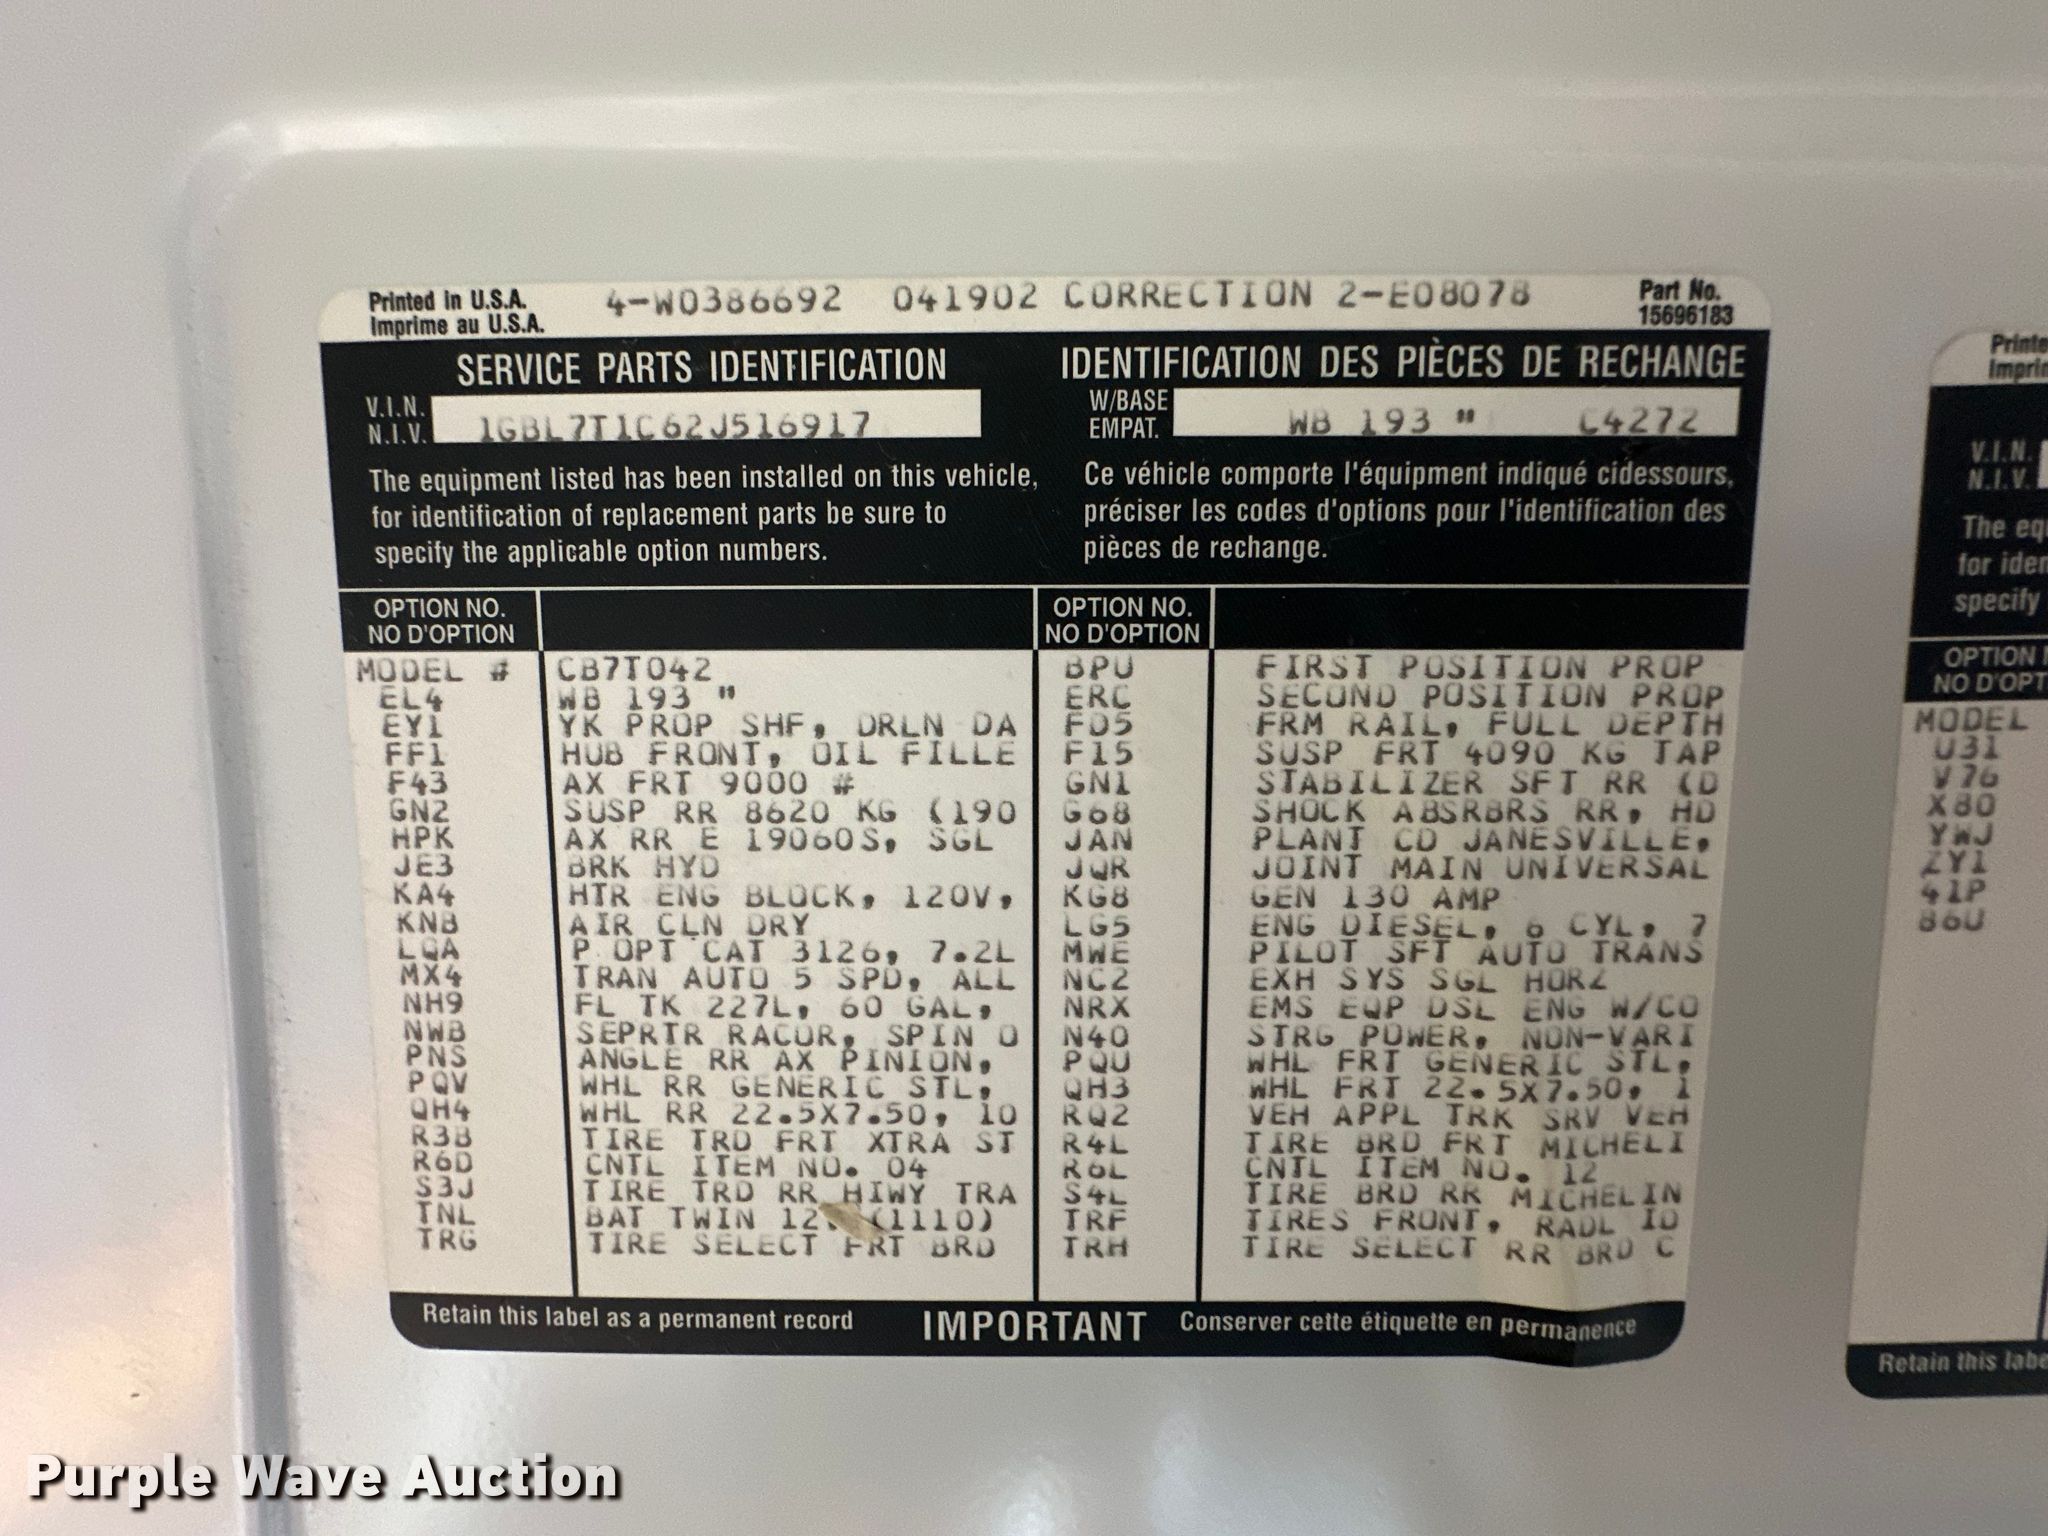 Printed in U.S.A.
Imprime au U.S.A.
4-W0386692 041902 CORRECTION 2-E08078
Part No.
15696183
SERVICE PARTS IDENTIFICATION
IDENTIFICATION DES PIÈCES DE RECHANGE
V.I.N.
N.I.V.
1GBL7T1C62J516917
W/BASE
EMPAT.
WB 193 " C4272
The equipment listed has been installed on this vehicle,
for identification of replacement parts be sure to
specify the applicable option numbers.
Ce véhicule comporte l'équipment indiqué cidessours,
préciser les codes d'options pour l'identification des
pièces de rechange.
OPTION NO.
NO D'OPTION
OPTION NO.
NO D'OPTION
MODEL # CB7T042 BPU FIRST POSITION PROP
EL4 WB 193 " ERC SECOND POSITION PROP
EY1 YK PROP SHF, DRLN DA F05 FRM RAIL, FULL DEPTH
FF1 HUB FRONT, OIL FILLE F15 SUSP FRT 4090 KG TAP
F43 AX FRT 9000 # GN1 STABILIZER SFT RR (D
GN2 SUSP RR 8620 KG (190 G68 SHOCK ABSRBRS RR, HD
HPK AX RR E 19060S, SGL JAN PLANT CD JANESVILLE,
JE3 BRK HYD JQR JOINT MAIN UNIVERSAL
KA4 HTR ENG BLOCK, 120V, KG8 GEN 130 AMP
KNB AIR CLN DRY LG5 ENG DIESEL, 6 CYL, 7
LQA P OPT CAT 3126, 7.2L MWE PILOT SFT AUTO TRANS
MX4 TRAN AUTO 5 SPD, ALL NC2 EXH SYS SGL HORZ
NH9 FL TK 227L, 60 GAL, NRX EMS EQP DSL ENG W/CO
NWB SEPRTR RACOR, SPIN O N40 STRG POWER, NON-VARI
PNS ANGLE RR AX PINION, PQU WHL FRT GENERIC STL,
PQV WHL RR GENERIC STL, QH3 WHL FRT 22.5X7.50, 1
QH4 WHL RR 22.5X7.50, 10 RQ2 VEH APPL TRK SRV VEH
R3B TIRE TRD FRT XTRA ST R4L TIRE BRD FRT MICHELI
R6D CNTL ITEM NO. 04 R6L CNTL ITEM NO. 12
S3J TIRE TRD RR HIWY TRA S4L TIRE BRD RR MICHELIN
TNL BAT TWIN 12V (1110) TRF TIRES FRONT, RADL ID
TRG TIRE SELECT FRT BRD TRH TIRE SELECT RR BRD C
Retain this label as a permanent record IMPORTANT Conserver cette étiquette en permanence
Printe
Imprin
V.I.N.
N.I.V.
The eq
for iden
specify
OPTION N
NO D'OPT
MODEL
U31
V76
X80
YWJ
ZY1
41P
86U
Retain this labe
Purple Wave Auction